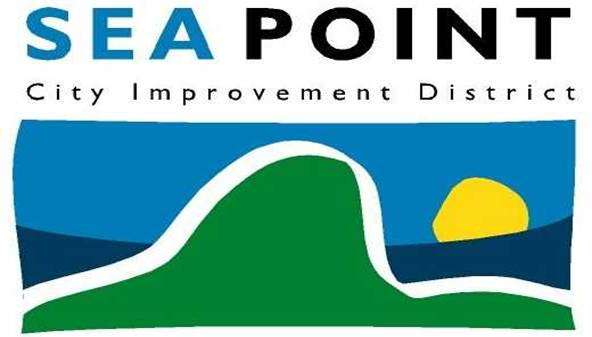 SEA POINT
City Improvement District